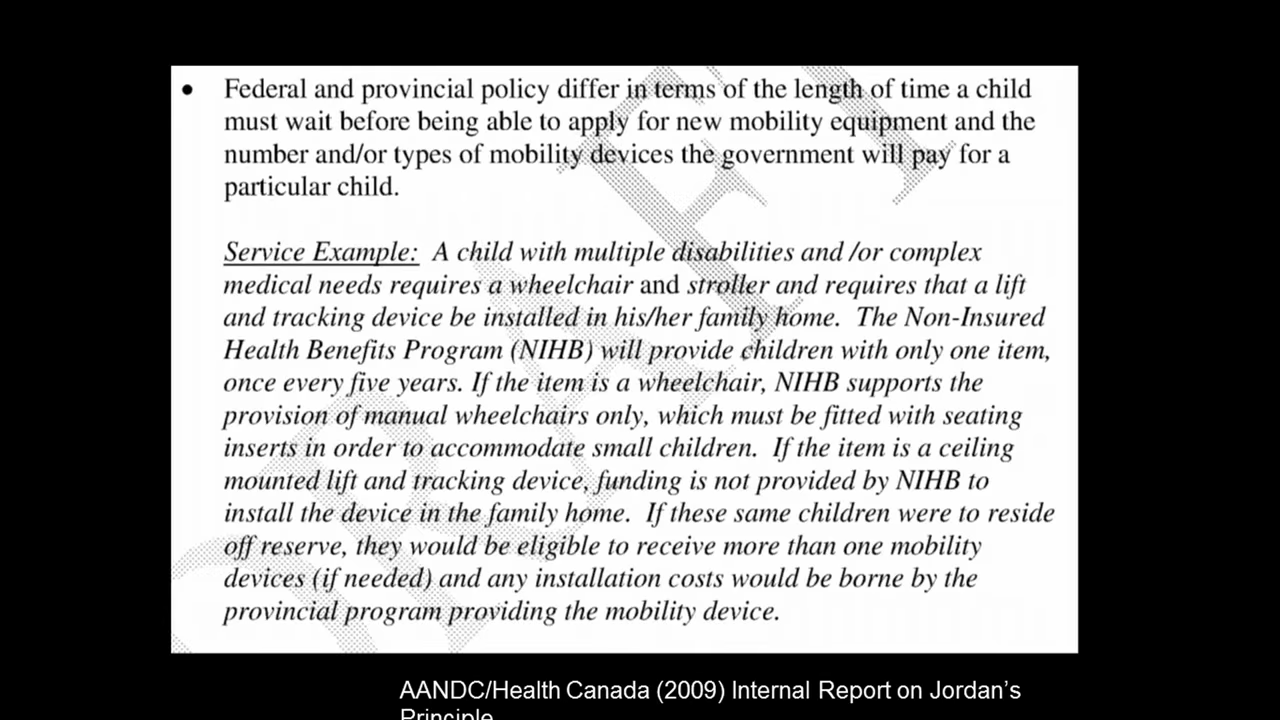 • Federal and provincial policy differ in terms of the length of time a child
must wait before being able to apply for new mobility equipment and the
number and/or types of mobility devices the government will pay for a
particular child.
Service Example: A child with multiple disabilities and /or complex
medical needs requires a wheelchair and stroller and requires that a lift
and tracking device be installed in his/her family home. The Non-Insured
Health Benefits Program (NIHB) will provide children with only one item,
once every five years. If the item is a wheelchair, NIHB supports the
provision of manual wheelchairs only, which must be fitted with seating
inserts in order to accommodate small children. If the item is a ceiling
mounted lift and tracking device, funding is not provided by NIHB to
install the device in the family home. If these same children were to reside
off reserve, they would be eligible to receive more than one mobility
devices (if needed) and any installation costs would be borne by the
provincial program providing the mobility device.
DRAFT
AANDC/Health Canada (2009) Internal Report on Jordan’s
Principle